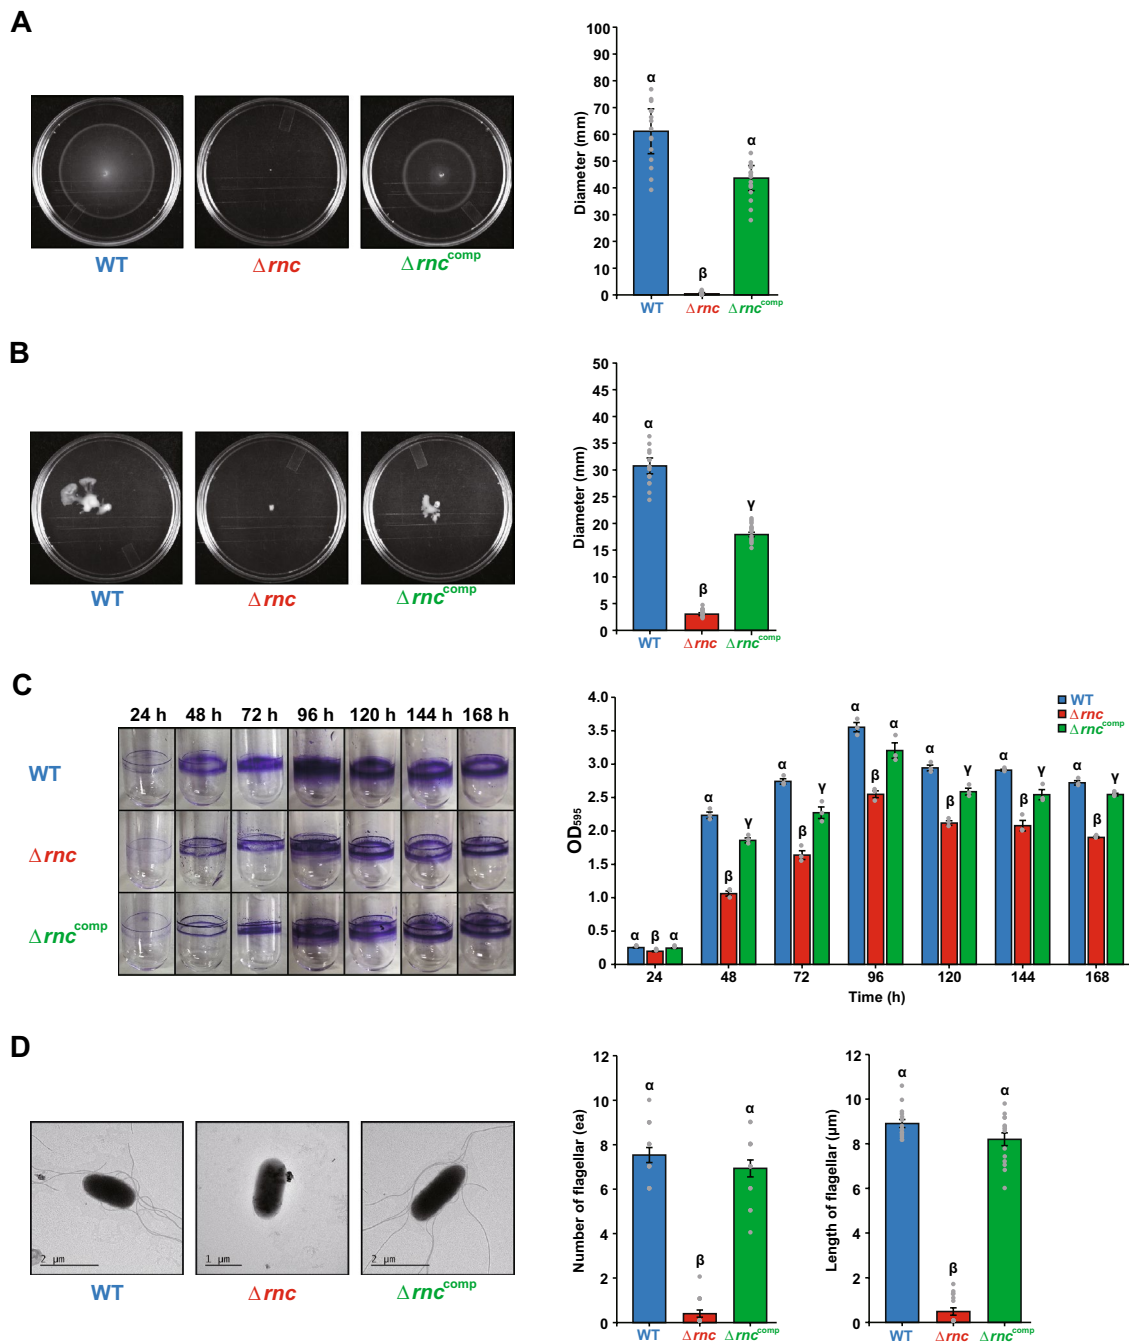 A
WT
Δrnc
Δrnc^comp
100
90
80
70
60
50
40
30
20
10
0
Diameter (mm)
α
β
α
WT
Δrnc
Δrnc^comp
B
WT
Δrnc
Δrnc^comp
50
45
40
35
30
25
20
15
10
5
0
Diameter (mm)
α
β
γ
WT
Δrnc
Δrnc^comp
C
24 h 48 h 72 h 96 h 120 h 144 h 168 h
WT
Δrnc
Δrnc^comp
4.0
3.5
3.0
2.5
2.0
1.5
1.0
0.5
0
OD595
WT
Δrnc
Δrnc^comp
α β α
α β γ
α β γ
α β α
α β γ
α β γ
α β γ
24 48 72 96 120 144 168
Time (h)
D
2 µm
1 µm
2 µm
WT
Δrnc
Δrnc^comp
12
10
8
6
4
2
0
Number of flagellar (ea)
α
β
α
WT
Δrnc
Δrnc^comp
12
10
8
6
4
2
0
Length of flagellar (µm)
α
β
α
WT
Δrnc
Δrnc^comp